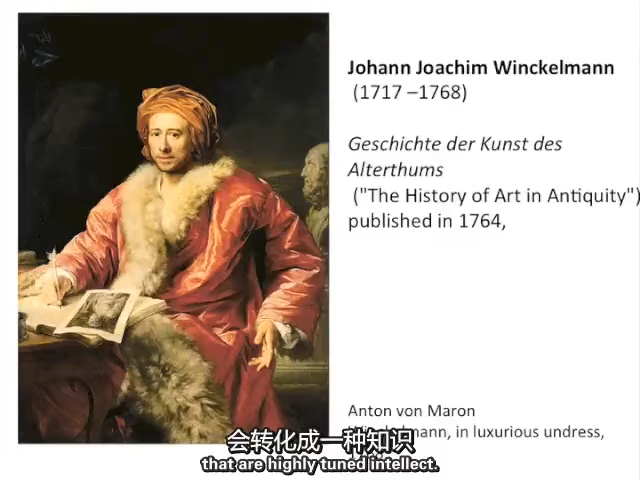 Johann Joachim Winckelmann
(1717 –1768)
Geschichte der Kunst des
Alterthums
("The History of Art in Antiquity")
published in 1764,
Anton von Maron
in luxurious undress,
会转化成一种知识
that are highly tuned intellect.